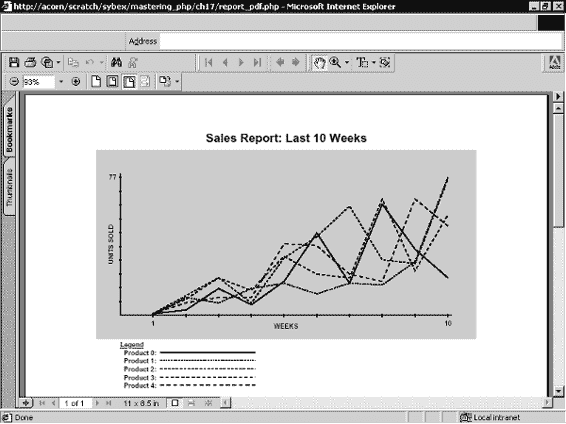 http://acorn/scratch/sybex/mastering_php/ch17/report_pdf.php - Microsoft Internet Explorer
Address
93%
Adobe
Bookmarks
Thumbnails
Sales Report: Last 10 Weeks
77
UNITS SOLD
1
WEEKS
10
Legend
Product 0:
Product 1:
Product 2:
Product 3:
Product 4:
1 of 1
11 x 8.5 in
Done
Local intranet